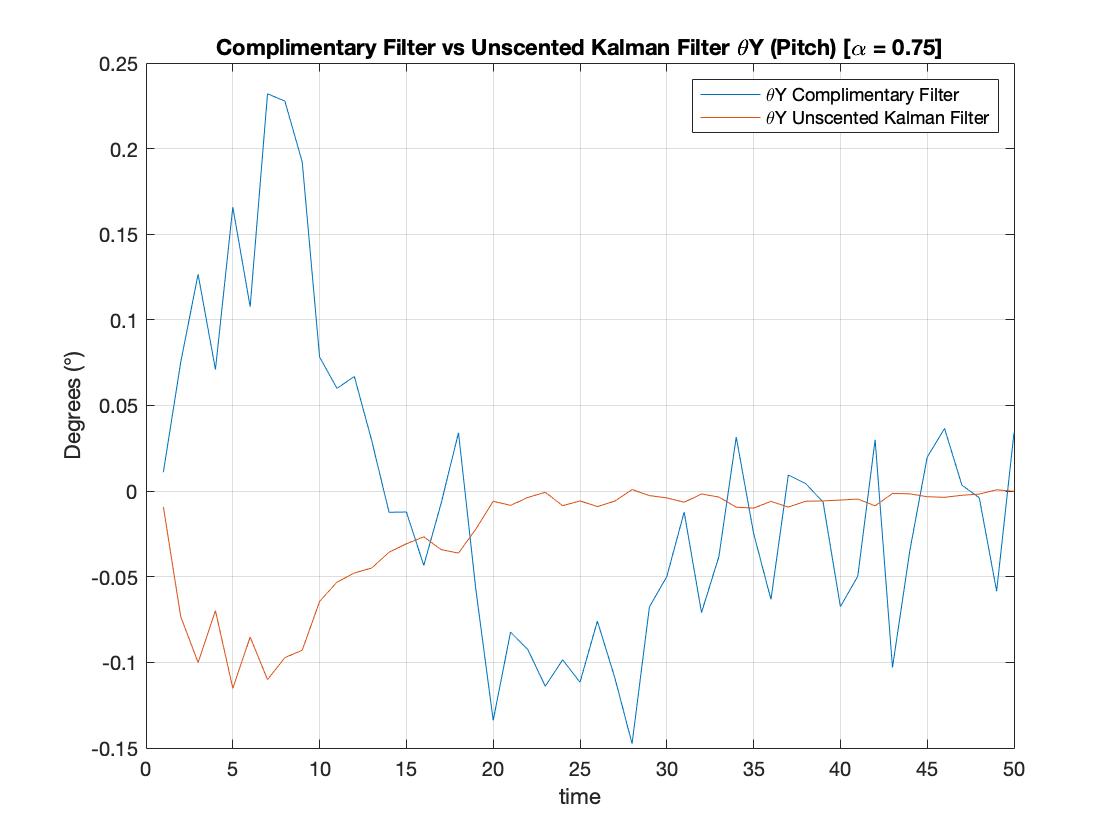 Complimentary Filter vs Unscented Kalman Filter θY (Pitch) [α = 0.75]
θY Complimentary Filter
θY Unscented Kalman Filter
0.25
0.2
0.15
0.1
0.05
0
-0.05
-0.1
-0.15
Degrees (°)
0 5 10 15 20 25 30 35 40 45 50
time